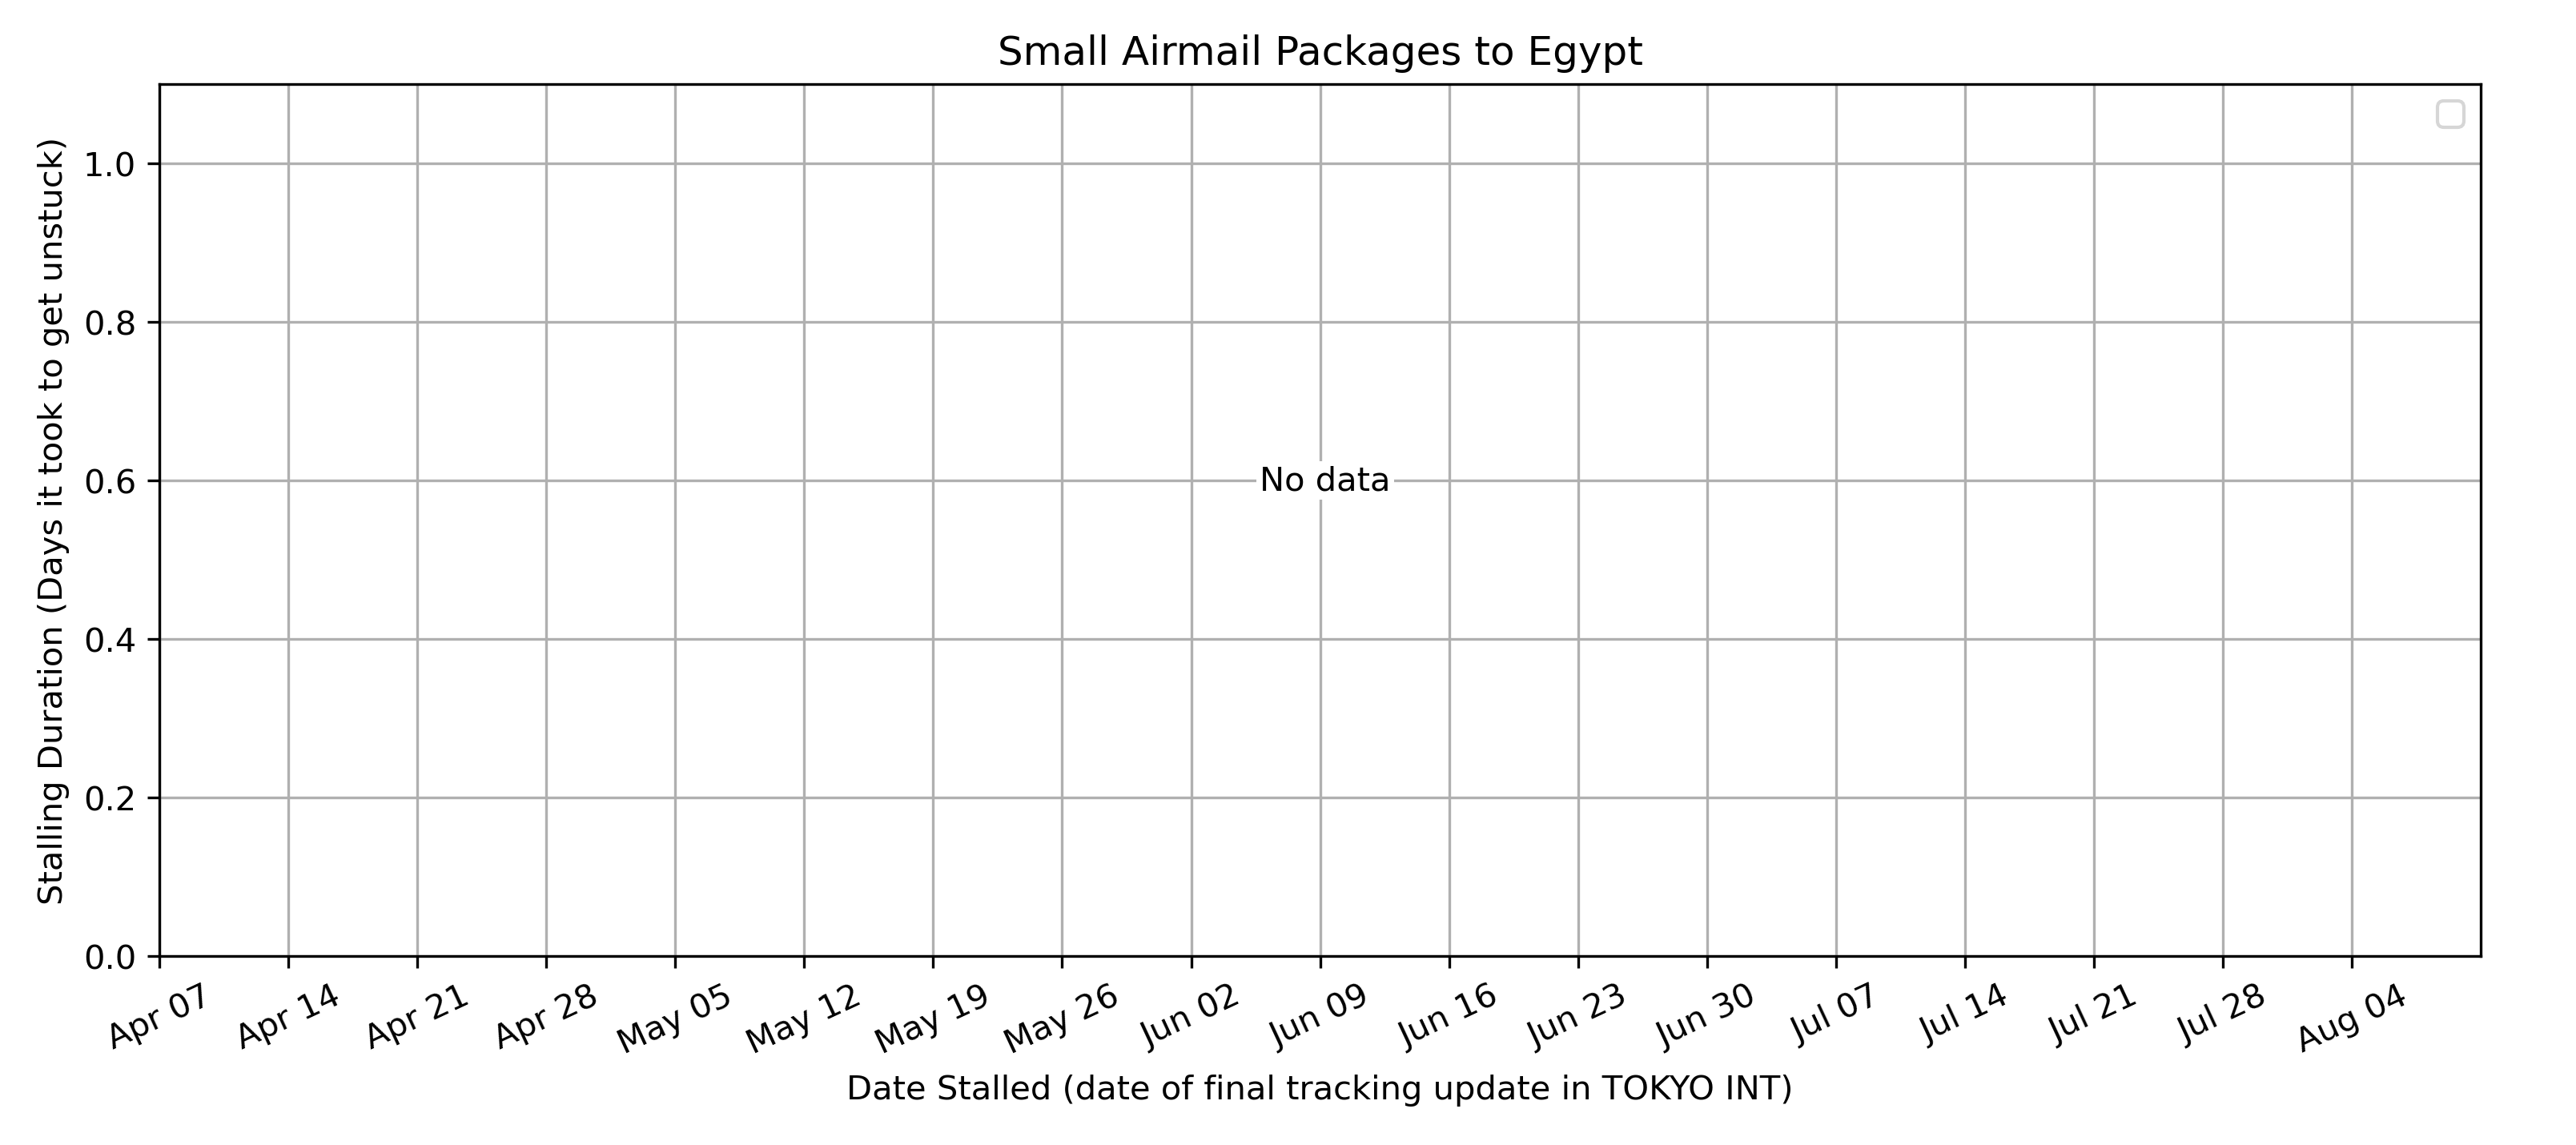 Small Airmail Packages to Egypt
Stalling Duration (Days it took to get unstuck)
1.0
0.8
0.6
0.4
0.2
0.0
No data
Apr 07
Apr 14
Apr 21
Apr 28
May 05
May 12
May 19
May 26
Jun 02
Jun 09
Jun 16
Jun 23
Jun 30
Jul 07
Jul 14
Jul 21
Jul 28
Aug 04
Date Stalled (date of final tracking update in TOKYO INT)